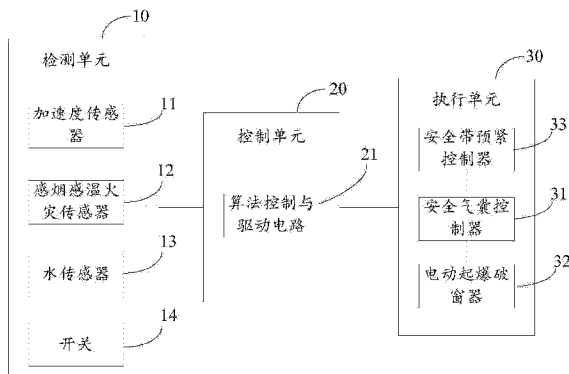 10
检测单元
11
加速度传感
器
12
感烟感温火
灾传感器
13
水传感器
14
开关
20
控制单元
21
算法控制与
驱动电路
30
执行单元
33
安全带预紧
控制器
31
安全气囊控
制器
32
电动起爆破
窗器